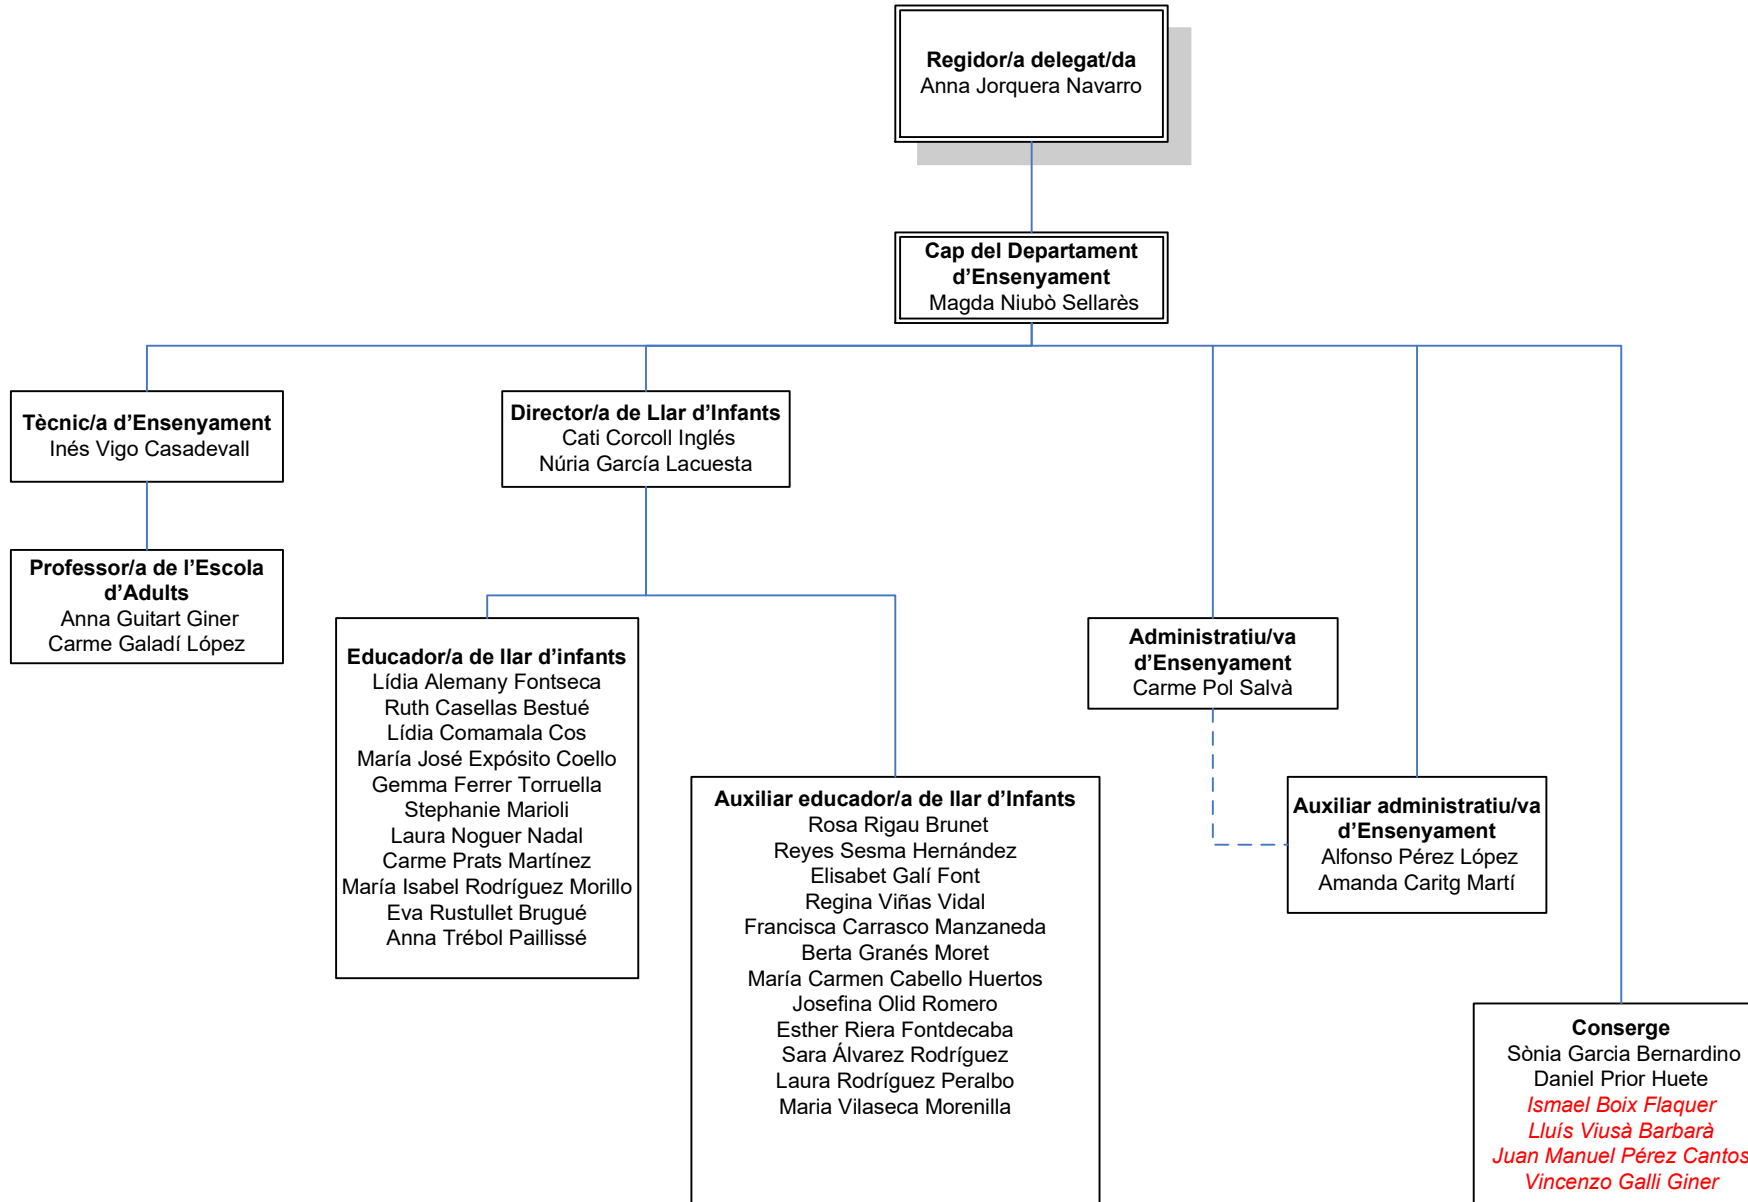 Regidor/a delegat/da
Anna Jorquera Navarro
Cap del Departament
d’Ensenyament
Magda Niubò Sellarès
Tècnic/a d’Ensenyament
Inés Vigo Casadevall
Director/a de Llar d’Infants
Cati Corcoll Inglés
Núria García Lacuesta
Professor/a de l’Escola
d’Adults
Anna Guitart Giner
Carme Galadí López
Educador/a de llar d’infants
Lídia Alemany Fontseca
Ruth Casellas Bestué
Lídia Comamala Cos
María José Expósito Coello
Gemma Ferrer Torruella
Stephanie Marioli
Laura Noguer Nadal
Carme Prats Martínez
María Isabel Rodríguez Morillo
Eva Rustullet Brugué
Anna Trébol Paillissé
Auxiliar educador/a de llar d’Infants
Rosa Rigau Brunet
Reyes Sesma Hernández
Elisabet Galí Font
Regina Viñas Vidal
Francisca Carrasco Manzaneda
Berta Granés Moret
María Carmen Cabello Huertos
Josefina Olid Romero
Esther Riera Fontdecaba
Sara Álvarez Rodríguez
Laura Rodríguez Peralbo
Maria Vilaseca Morenilla
Administratiu/va
d’Ensenyament
Carme Pol Salvà
Auxiliar administratiu/va
d’Ensenyament
Alfonso Pérez López
Amanda Caritg Martí
Conserge
Sònia Garcia Bernardino
Daniel Prior Huete
Ismael Boix Flaquer
Lluís Viusà Barbarà
Juan Manuel Pérez Cantos
Vincenzo Galli Giner